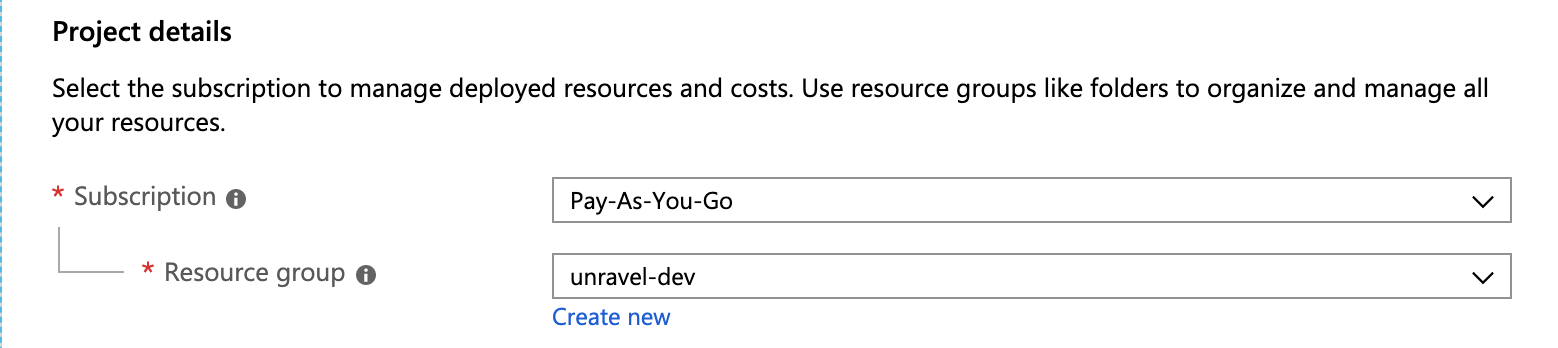 Project details
Select the subscription to manage deployed resources and costs. Use resource groups like folders to organize and manage all
your resources.
* Subscription
Pay-As-You-Go
* Resource group
unravel-dev
Create new